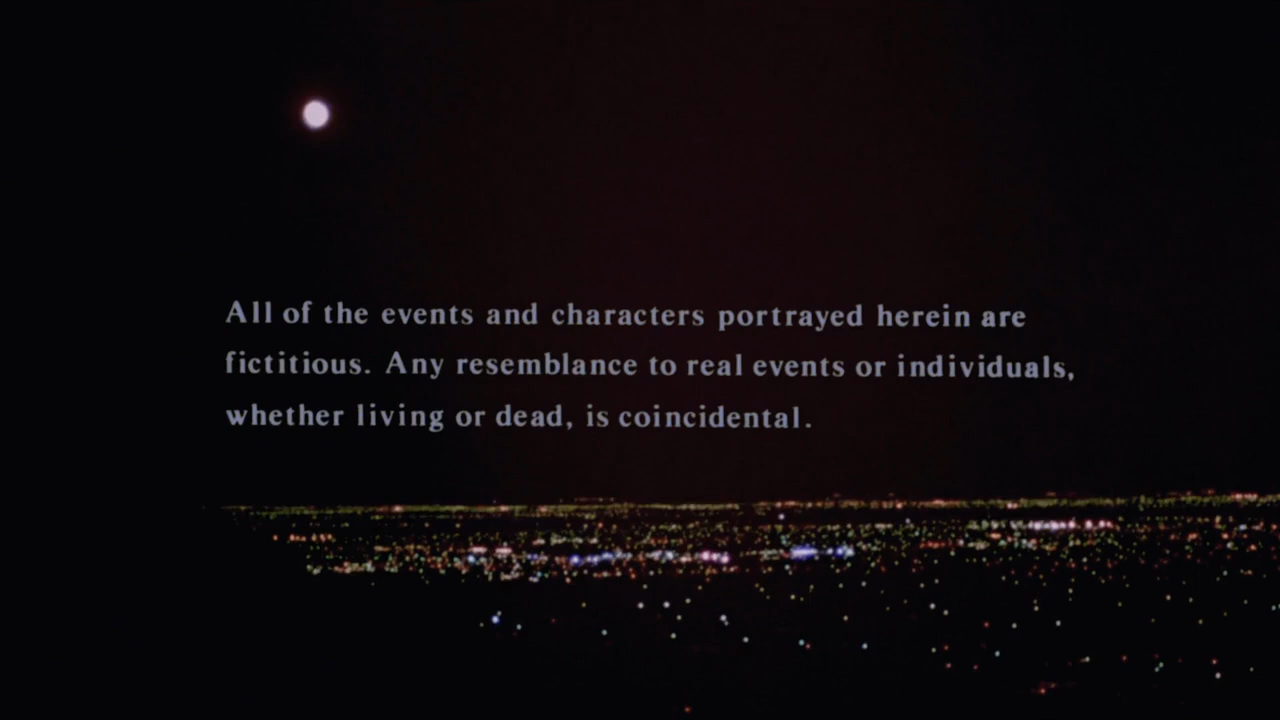 All of the events and characters portrayed herein are
fictitious. Any resemblance to real events or individuals,
whether living or dead, is coincidental.